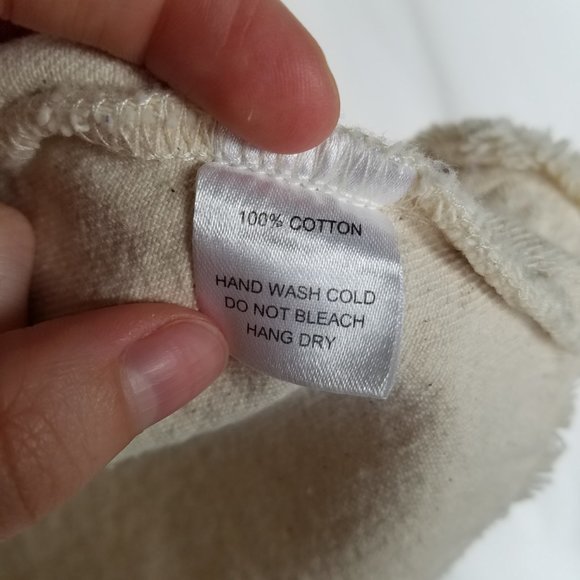 100% COTTON
HAND WASH COLD
DO NOT BLEACH
HANG DRY